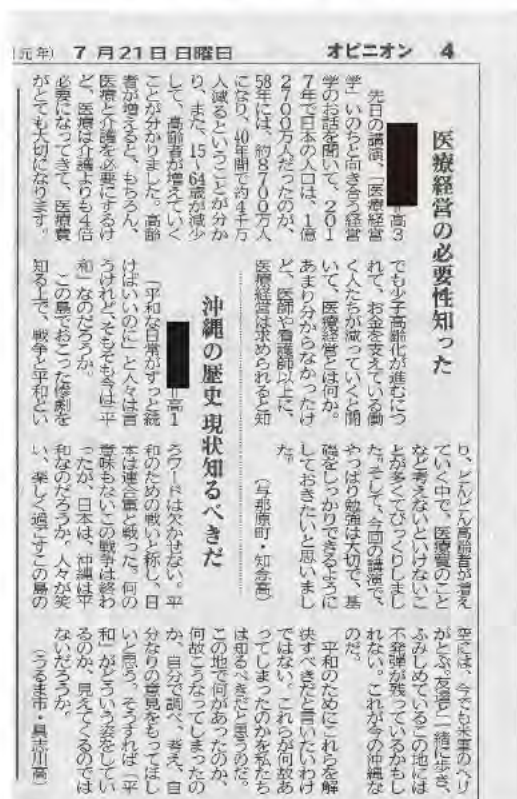 (元年) 7月21日 日曜日 オピニオン 4
医療経営の必要性知った
=高3
先日の講演、「医療経営
学」いのちと向き合う経営
学のお話を聞いて、201
7年で日本の人口は、1億
2700万人だったのが、
58年には、約8700万人
になり、40年間で約4千万
人減るということが分か
り、また、15〜64歳が減少
して、高齢者が増えていく
ことが分かりました。高齢
者が増えると、もちろん、
医療と介護を必要にするけ
ど、医療は介護よりも4倍
必要になってきて、医療費
がとても大切になります。
でも少子高齢化が進むにつ
れて、お金を支えている働
く人たちが減っていくと聞
いて、医療経営とは何か。
あまり分からなかったけ
ど、医師や看護師以上に、
医療経営は求められると知
り、どんどん高齢者が増え
ていく中で、医療費のこと
など考えないといけないこ
とが多くてびっくりしまし
た。そして、今回の講演で、
やっぱり勉強は大切で、基
礎をしっかりできるように
しておきたいと思いまし
た。
(与那原町・知念高)
沖縄の歴史 現状知るべきだ
=高1
「平和な日常がずっと続
けばいいのに」と人々は言
うけれど、そもそも今は「平
和」なのだろうか。
この島でおこった惨劇を
知る上で、戦争と平和とい
うワードは欠かせない。平
和のための戦いと称し、日
本は連合軍と戦った。何の
意味もないこの戦争は終わ
ったが、日本は、沖縄は平
和なのだろうか。人々が笑
い、楽しく過ごすこの島の
空には、今でも米軍のヘリ
がとぶ。友達と一緒に歩き、
ふみしめているこの地には
不発弾が残っているかもし
れない。これが今の沖縄な
のだ。
平和のためにこれらを解
決すべきだと言いたいわけ
ではない。これらが何故あ
ってしまったのかを私たち
は知るべきだと思うのだ。
この地で何があったのか、
何故こうなってしまったの
か、自分で調べ、考え、自
分なりの意見をもってほし
いと思う。そうすれば「平
和」がどういう姿をしてい
るのか、見えてくるのでは
ないだろうか。
(うるま市・具志川高)